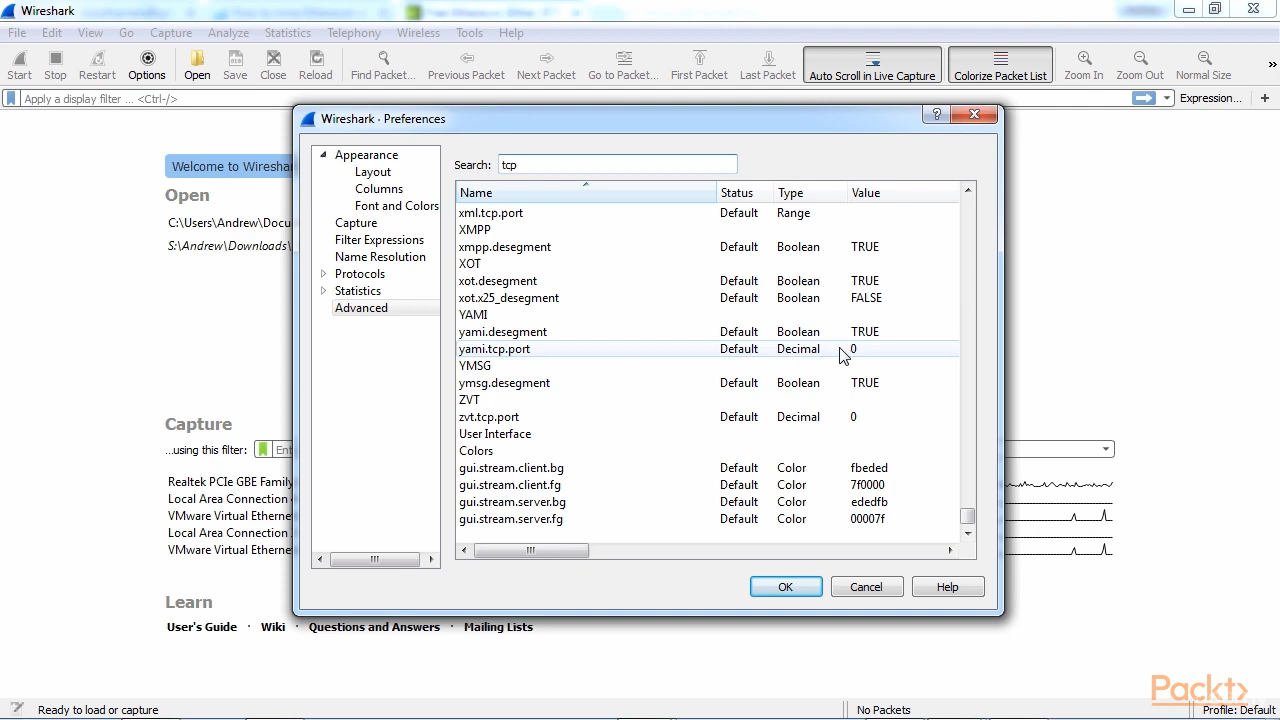 Wireshark
File Edit View Go Capture Analyze Statistics Telephony Wireless Tools Help
Start Stop Restart Options Open Save Close Reload Find Packet... Previous Packet Next Packet Go to Packet... First Packet Last Packet Auto Scroll in Live Capture Colorize Packet List Zoom In Zoom Out Normal Size »
Apply a display filter ... <Ctrl-/> Expression... +
Wireshark · Preferences
Welcome to Wiresha
Open
C:\Users\Andrew\Docu
S:\Andrew\Downloads\
Capture
...using this filter: Ent
Realtek PCIe GBE Family
Local Area Connection
VMware Virtual Etherne
Local Area Connection
VMware Virtual Etherne
Learn
User's Guide · Wiki · Questions and Answers · Mailing Lists
Appearance
Layout
Columns
Font and Colors
Capture
Filter Expressions
Name Resolution
Protocols
Statistics
Advanced
Search: tcp
Name Status Type Value
xml.tcp.port Default Range
XMPP
xmpp.desegment Default Boolean TRUE
XOT
xot.desegment Default Boolean TRUE
xot.x25_desegment Default Boolean FALSE
YAMI
yami.desegment Default Boolean TRUE
yami.tcp.port Default Decimal 0
YMSG
ymsg.desegment Default Boolean TRUE
ZVT
zvt.tcp.port Default Decimal 0
User Interface
Colors
gui.stream.client.bg Default Color fbeded
gui.stream.client.fg Default Color 7f0000
gui.stream.server.bg Default Color ededfb
gui.stream.server.fg Default Color 00007f
OK Cancel Help
Packt
Ready to load or capture No Packets Profile: Default